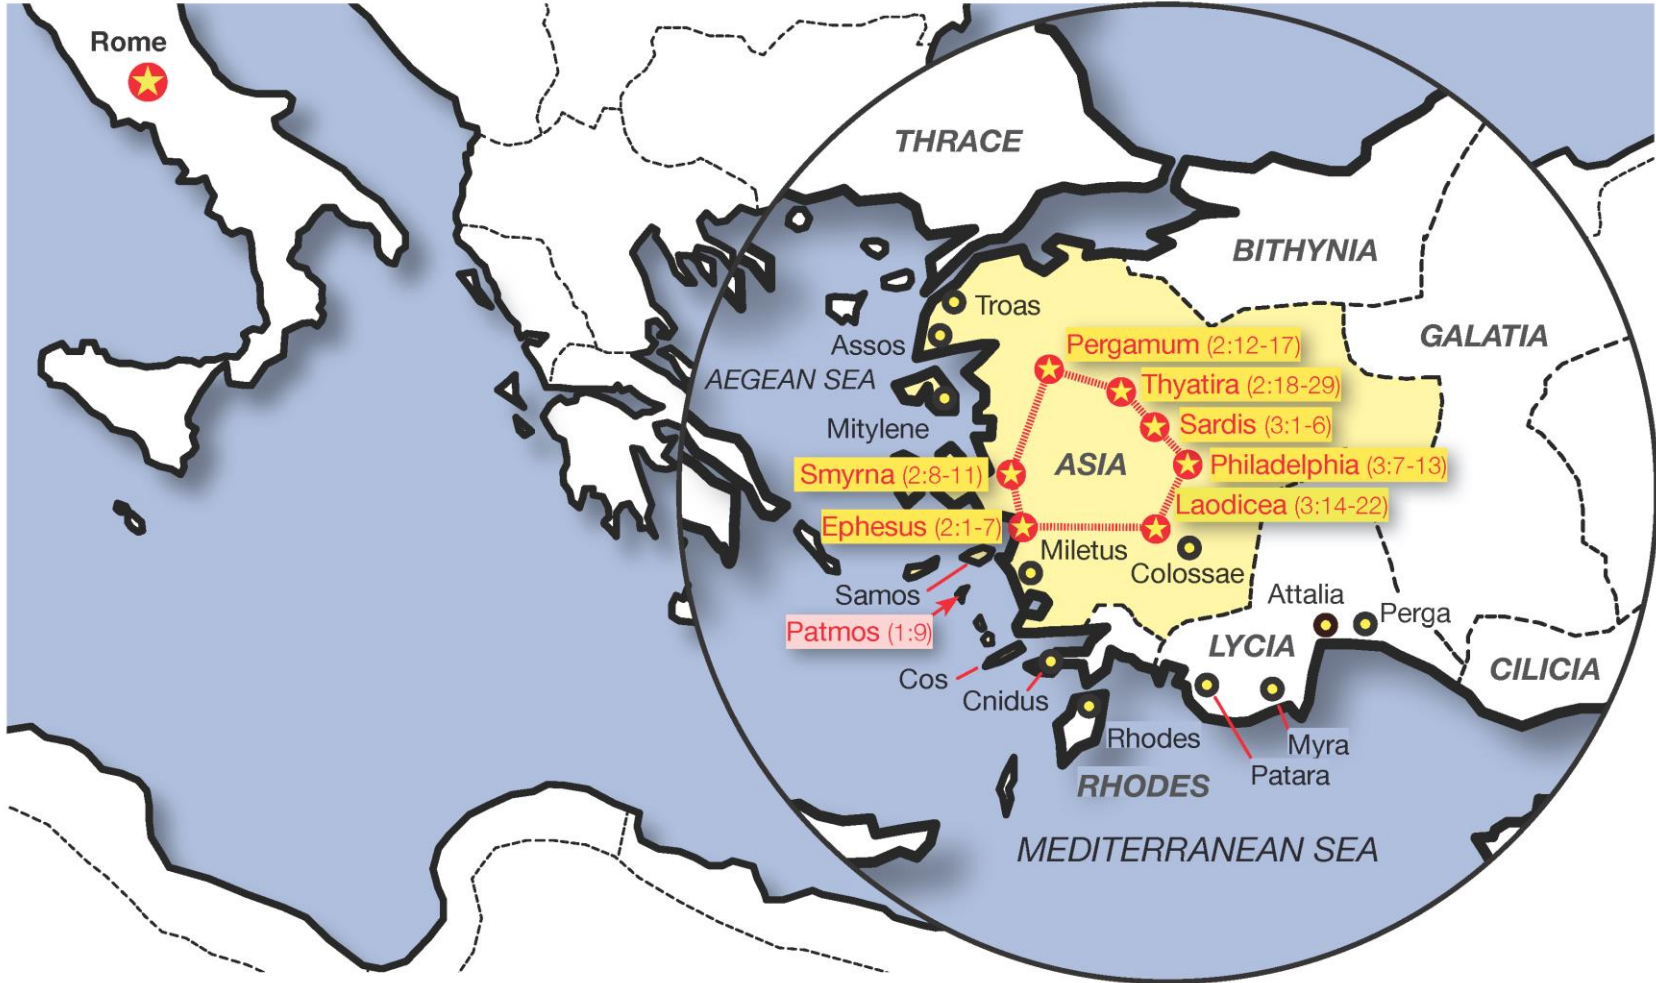 Rome
THRACE
BITHYNIA
GALATIA
Troas
Assos
Pergamum (2:12-17)
AEGEAN SEA
Thyatira (2:18-29)
Mitylene
Sardis (3:1-6)
Smyrna (2:8-11)
ASIA
Philadelphia (3:7-13)
Laodicea (3:14-22)
Ephesus (2:1-7)
Miletus
Colossae
Samos
Attalia
Perga
Patmos (1:9)
LYCIA
CILICIA
Cos
Cnidus
Rhodes
Myra
Patara
RHODES
MEDITERRANEAN SEA